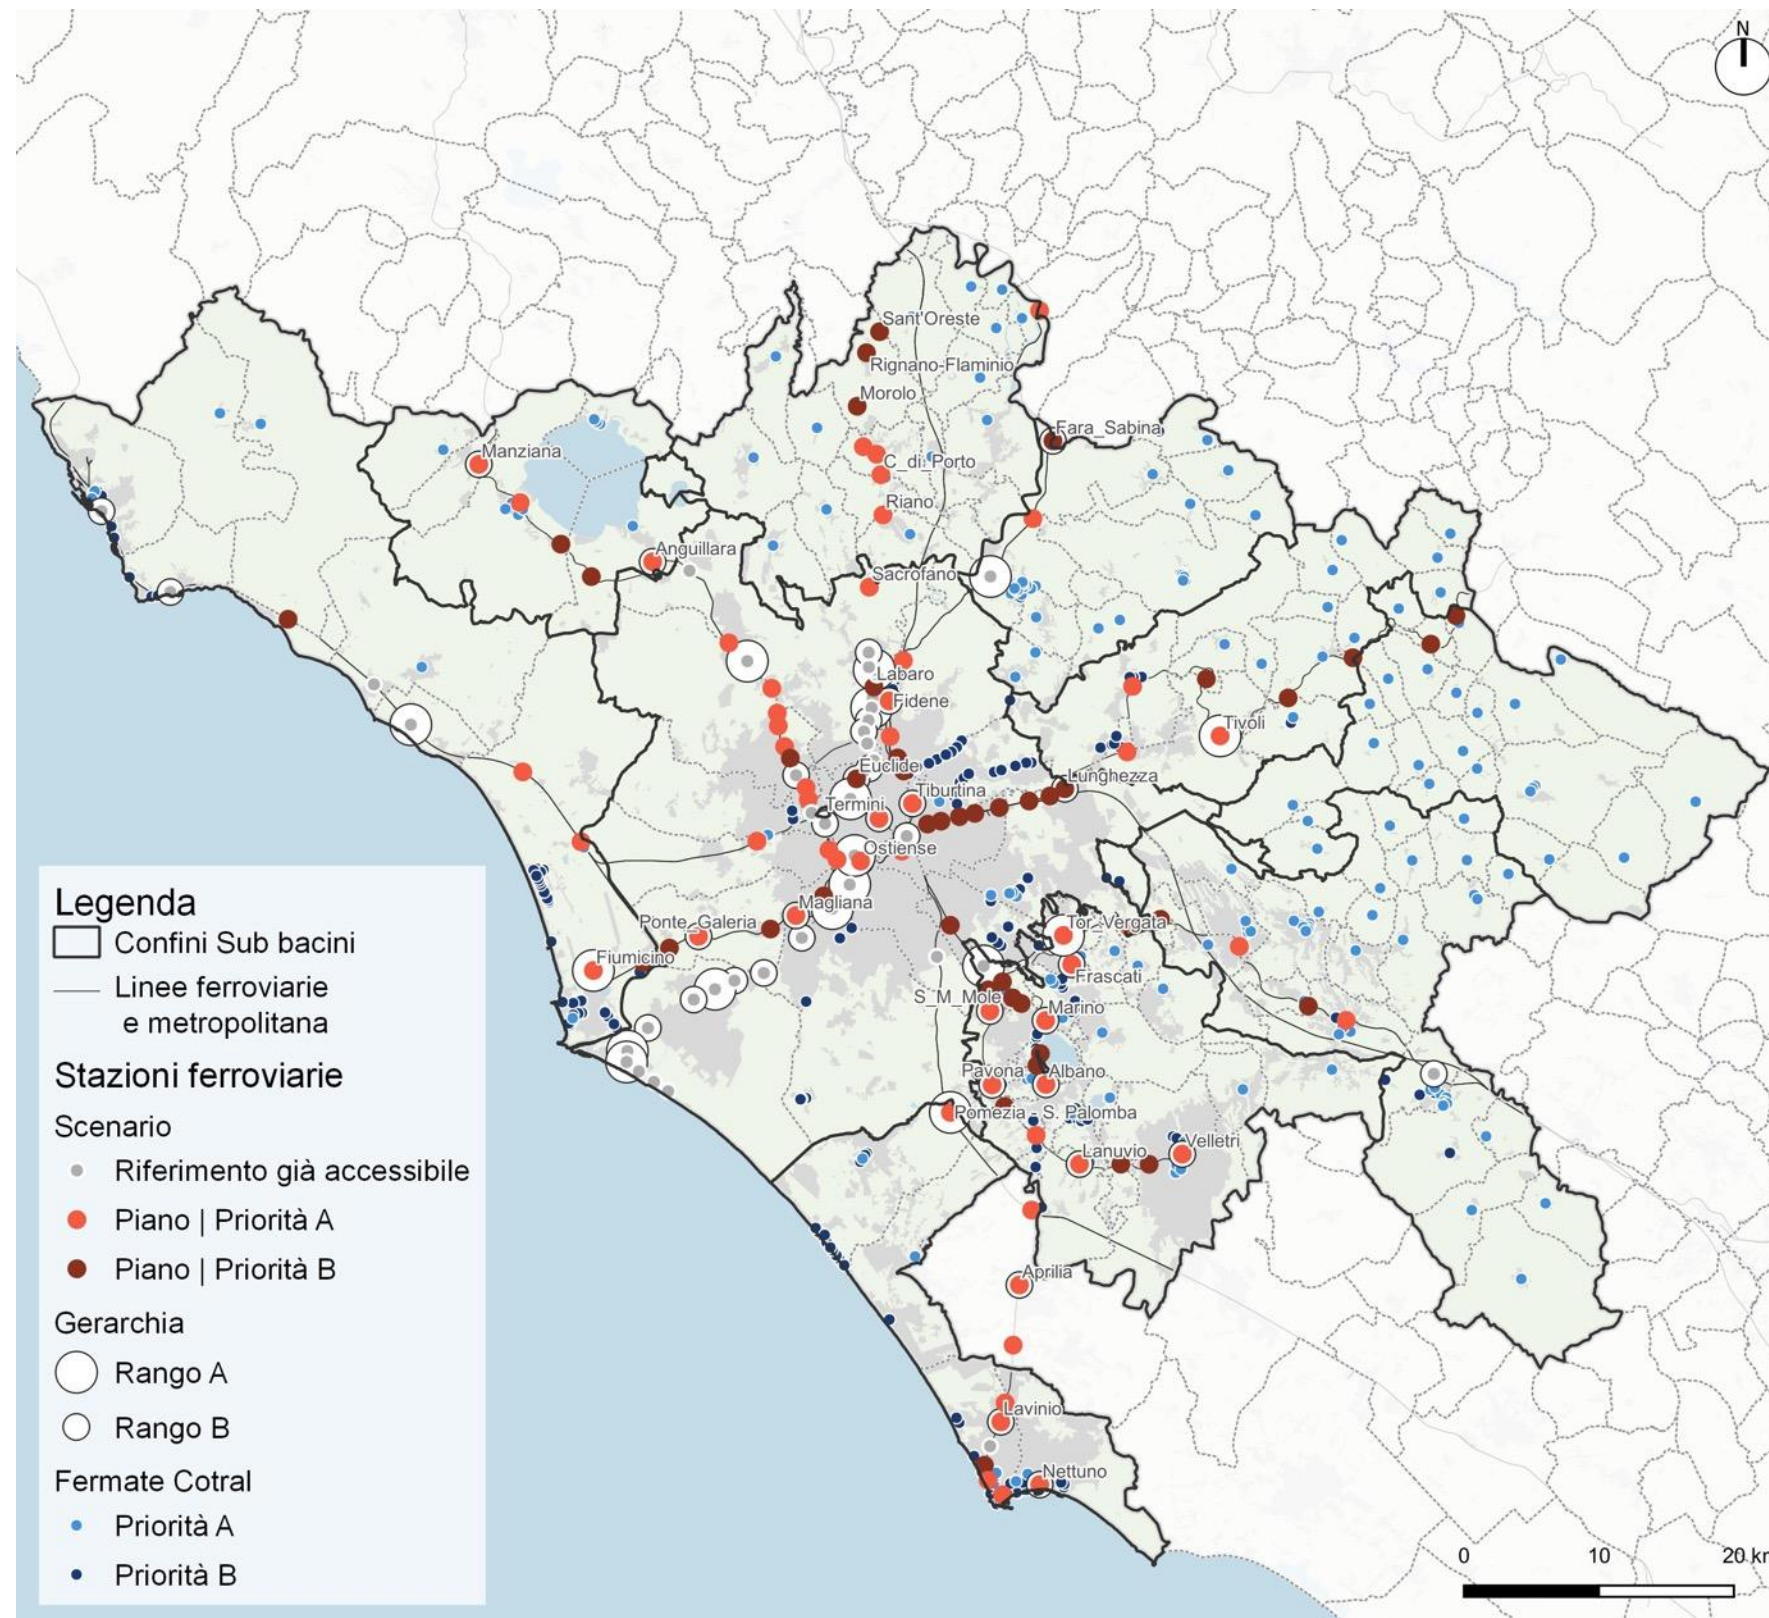 N
Sant'Oreste
Rignano-Flaminio
Morolo
Fara_Sabina
Manziana
C_di_Porto
Riano
Anguillara
Sacrofano
Labaro
Fidene
Tivoli
Euclide
Lunghezza
Tiburtina
Termini
Ostiense
Magliana
Ponte_Galeria
Tor_Vergata
Fiumicino
Frascati
S_M_Mole
Marino
Pavona
Albano
Pomezia - S. Palomba
Velletri
Lanuvio
Aprilia
Lavinio
Nettuno
Legenda
Confini Sub bacini
Linee ferroviarie
e metropolitana
Stazioni ferroviarie
Scenario
Riferimento già accessibile
Piano | Priorità A
Piano | Priorità B
Gerarchia
Rango A
Rango B
Fermate Cotral
Priorità A
Priorità B
0 10 20 km